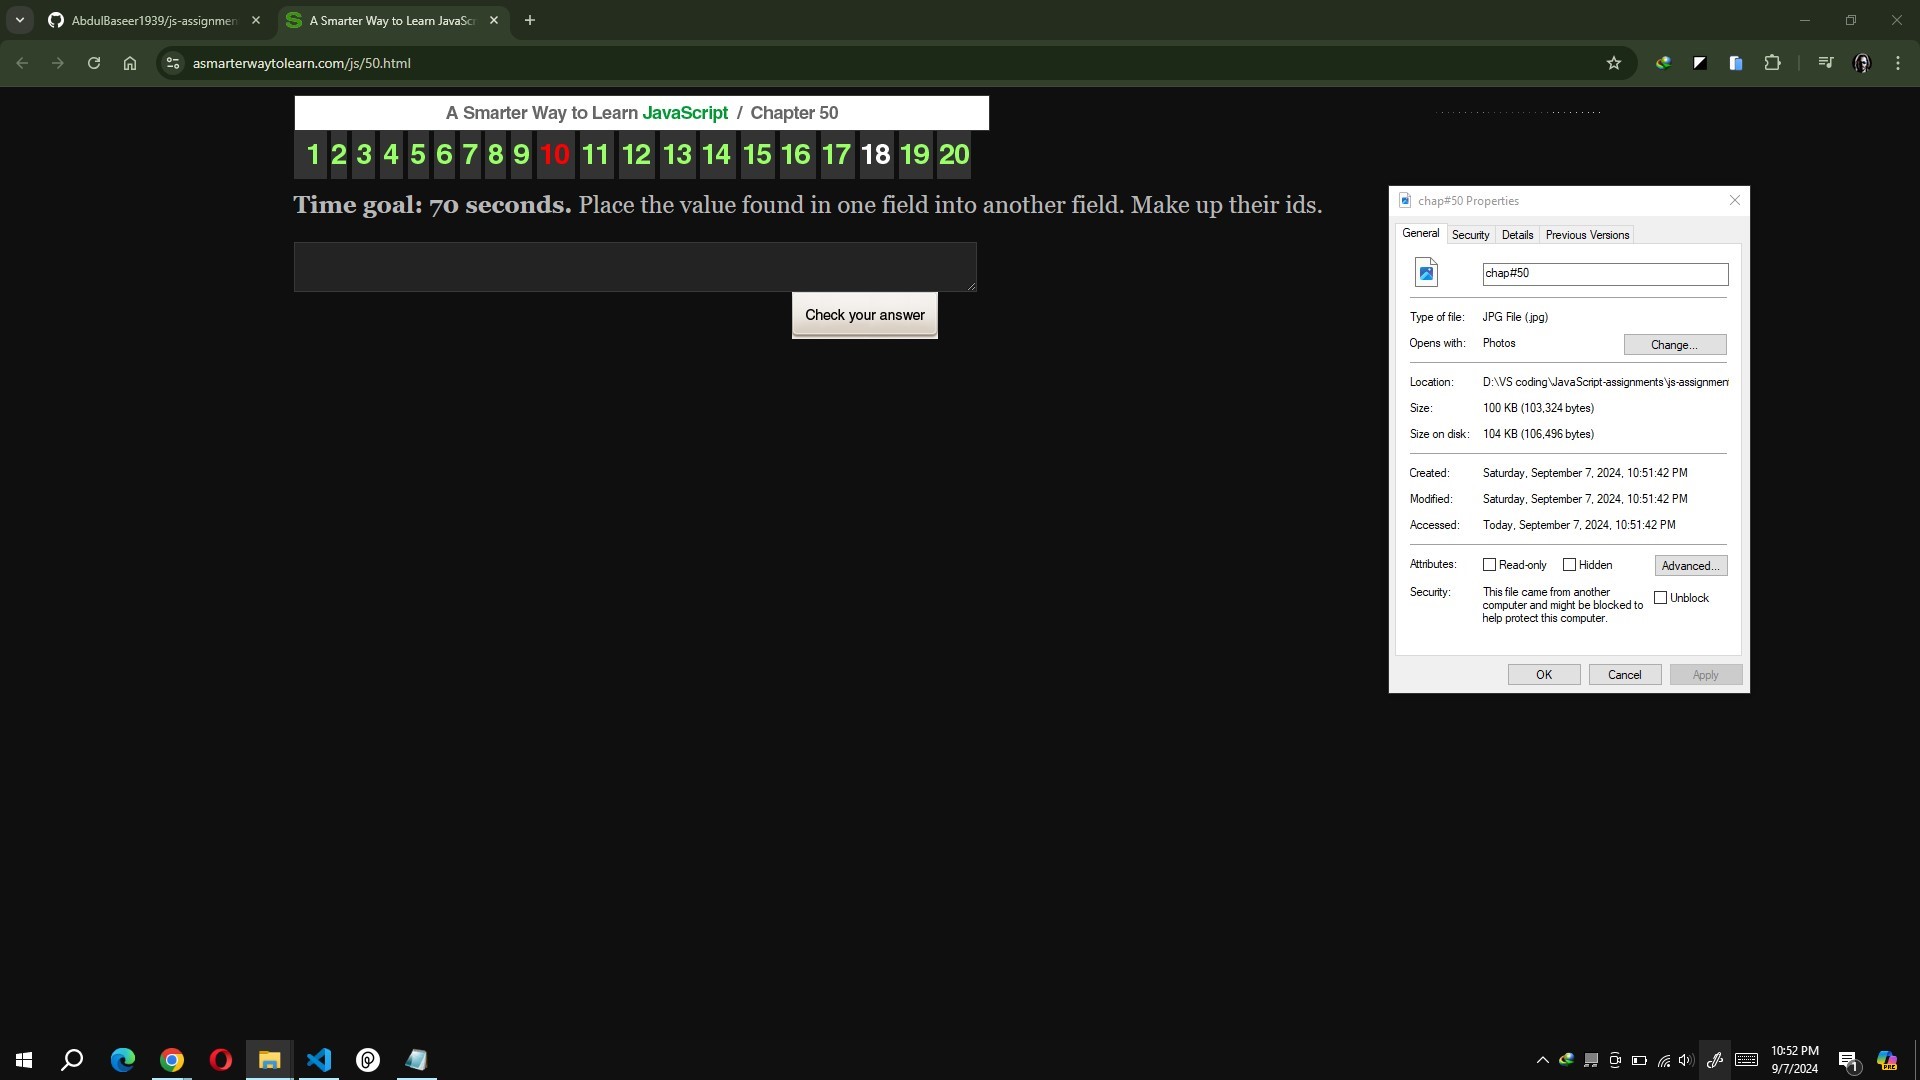 AbdulBaseer1939/js-assignmen
A Smarter Way to Learn JavaSc
asmarterwaytolearn.com/js/50.html
A Smarter Way to Learn JavaScript / Chapter 50
1 2 3 4 5 6 7 8 9 10 11 12 13 14 15 16 17 18 19 20
Time goal: 70 seconds. Place the value found in one field into another field. Make up their ids.
Check your answer
chap#50 Properties
General Security Details Previous Versions
chap#50
Type of file: JPG File (.jpg)
Opens with: Photos Change...
Location: D:\VS coding\JavaScript-assignments\js-assignment
Size: 100 KB (103,324 bytes)
Size on disk: 104 KB (106,496 bytes)
Created: Saturday, September 7, 2024, 10:51:42 PM
Modified: Saturday, September 7, 2024, 10:51:42 PM
Accessed: Today, September 7, 2024, 10:51:42 PM
Attributes: Read-only Hidden Advanced...
Security: This file came from another
computer and might be blocked to
help protect this computer.
Unblock
OK Cancel Apply
10:52 PM
9/7/2024
1
PRE